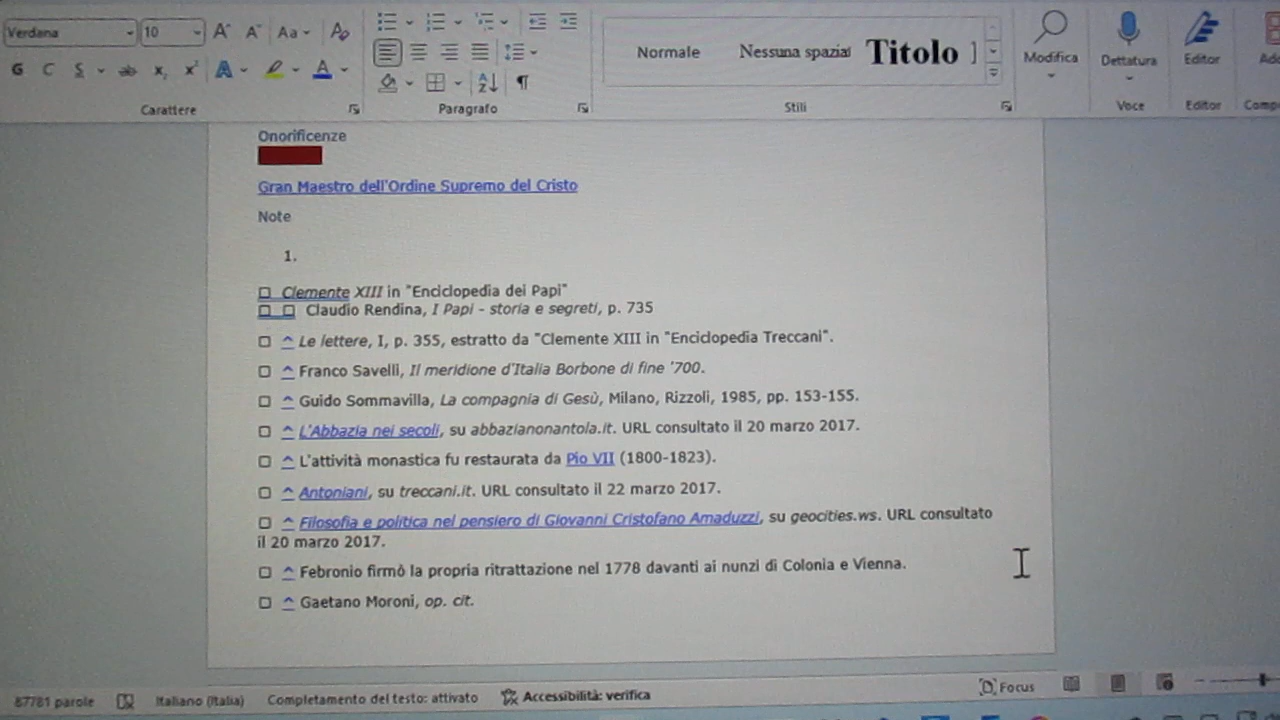 Verdana 10 Aa
G C S ab x x A A
Carattere
Paragrafo
Normale Nessuna spaziat Titolo
Stili
Modifica
Dettatura
Voce
Editor
Editor
Onorificenze
Gran Maestro dell'Ordine Supremo del Cristo
Note
1.
Clemente XIII in "Enciclopedia dei Papi"
Claudio Rendina, I Papi - storia e segreti, p. 735
^ Le lettere, I, p. 355, estratto da "Clemente XIII in "Enciclopedia Treccani".
^ Franco Savelli, Il meridione d'Italia Borbone di fine '700.
^ Guido Sommavilla, La compagnia di Gesù, Milano, Rizzoli, 1985, pp. 153-155.
^ L'Abbazia nei secoli, su abbazianonantola.it. URL consultato il 20 marzo 2017.
^ L'attività monastica fu restaurata da Pio VII (1800-1823).
^ Antoniani, su treccani.it. URL consultato il 22 marzo 2017.
^ Filosofia e politica nel pensiero di Giovanni Cristofano Amaduzzi, su geocities.ws. URL consultato
il 20 marzo 2017.
^ Febronio firmò la propria ritrattazione nel 1778 davanti ai nunzi di Colonia e Vienna.
^ Gaetano Moroni, op. cit.
87781 parole Italiano (Italia) Completamento del testo: attivato Accessibilità: verifica Focus